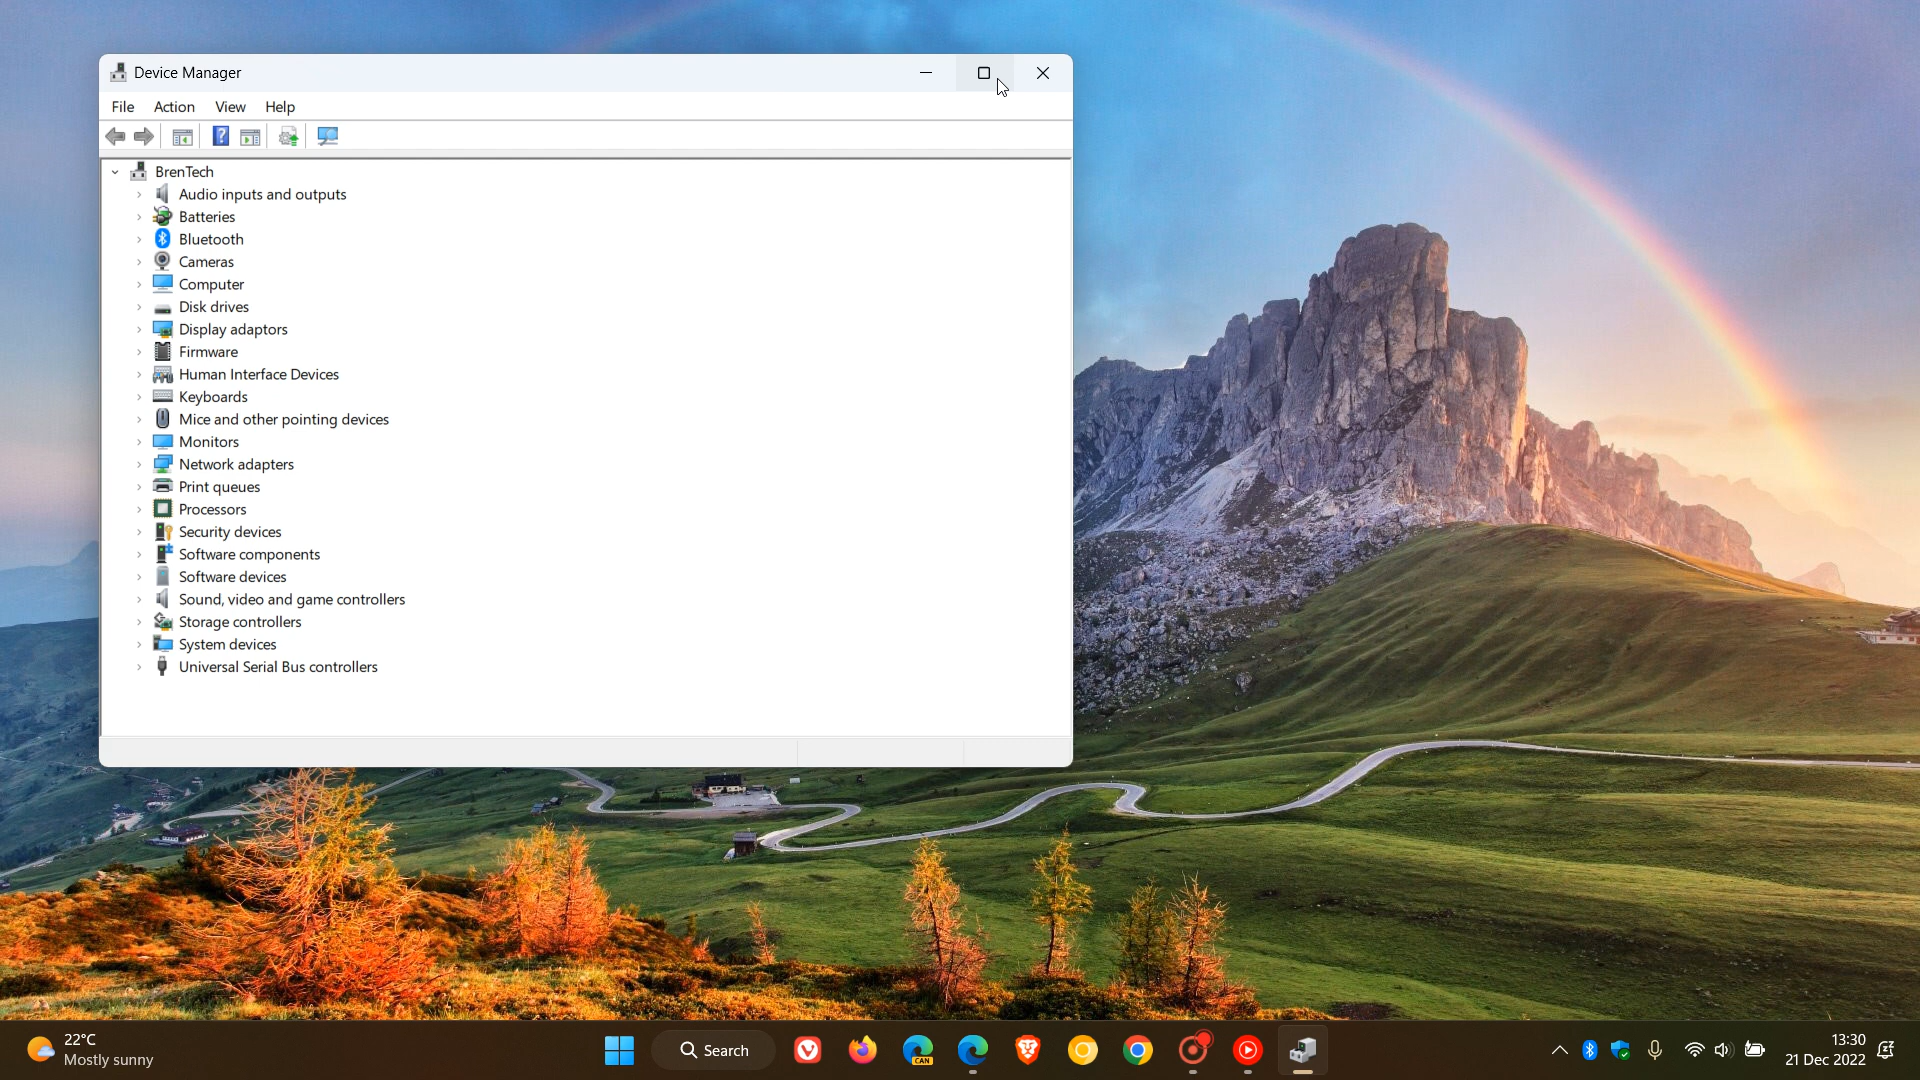 Device Manager
File Action View Help
BrenTech
Audio inputs and outputs
Batteries
Bluetooth
Cameras
Computer
Disk drives
Display adaptors
Firmware
Human Interface Devices
Keyboards
Mice and other pointing devices
Monitors
Network adapters
Print queues
Processors
Security devices
Software components
Software devices
Sound, video and game controllers
Storage controllers
System devices
Universal Serial Bus controllers
22°C
Mostly sunny
Search
CAN
13:30
21 Dec 2022